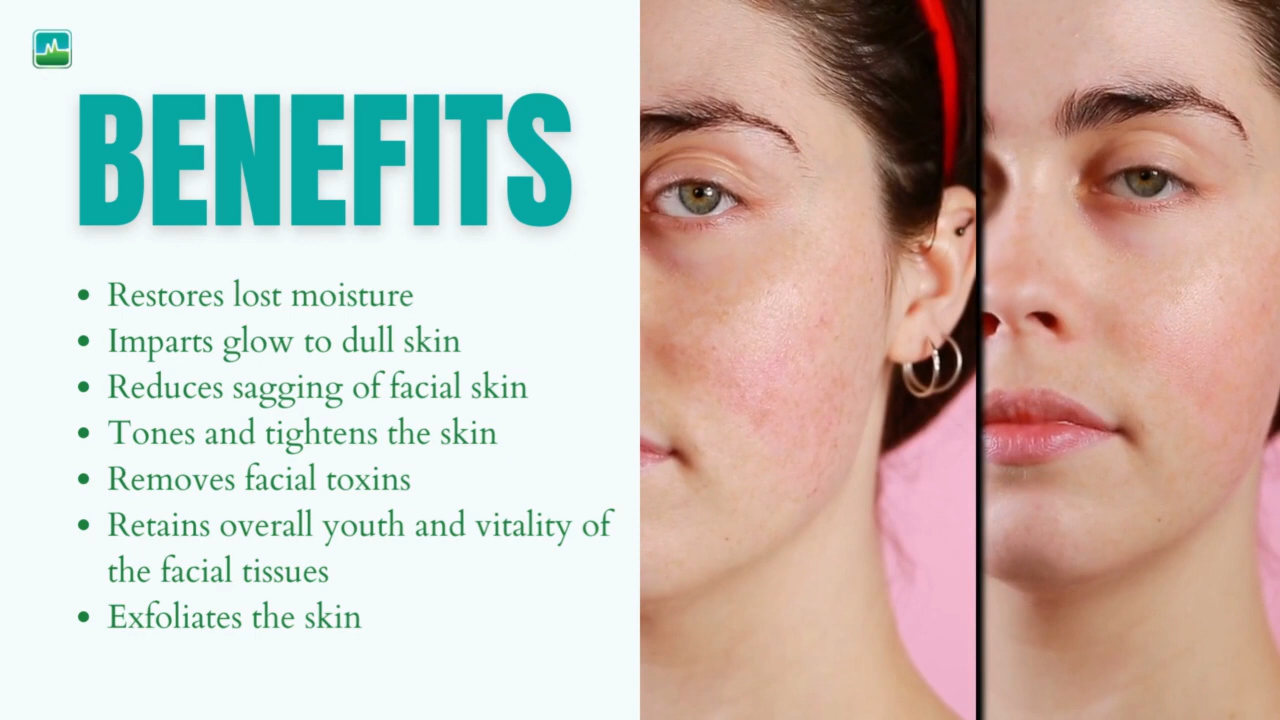 BENEFITS
• Restores lost moisture
• Imparts glow to dull skin
• Reduces sagging of facial skin
• Tones and tightens the skin
• Removes facial toxins
• Retains overall youth and vitality of
the facial tissues
• Exfoliates the skin